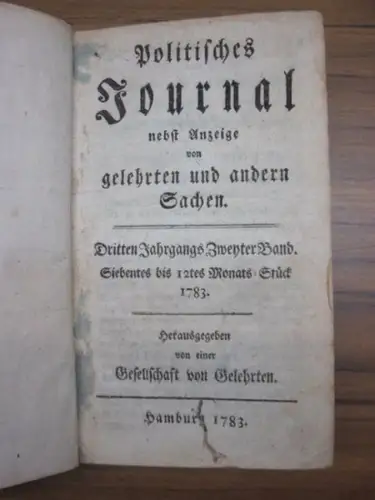 Politisches
Journal
nebst Anzeige
von
gelehrten und andern
Sachen.
Dritten Jahrgangs Zweyter Band.
Siebentes bis 12tes Monats-Stück
1783.
Herausgegeben
von einer
Gesellschaft von Gelehrten.
Hamburg 1783.